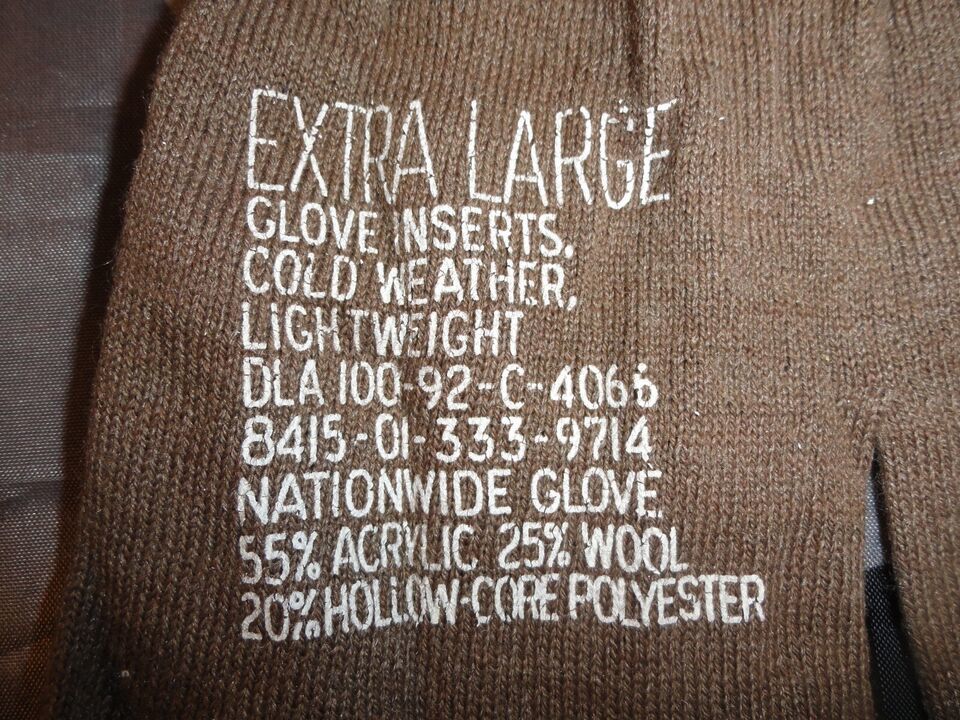 EXTRA LARGE
GLOVE INSERTS,
COLD WEATHER,
LIGHTWEIGHT
DLA 100-92-C-4066
8415-01-333-9714
NATIONWIDE GLOVE
55% ACRYLIC 25% WOOL
20% HOLLOW-CORE POLYESTER